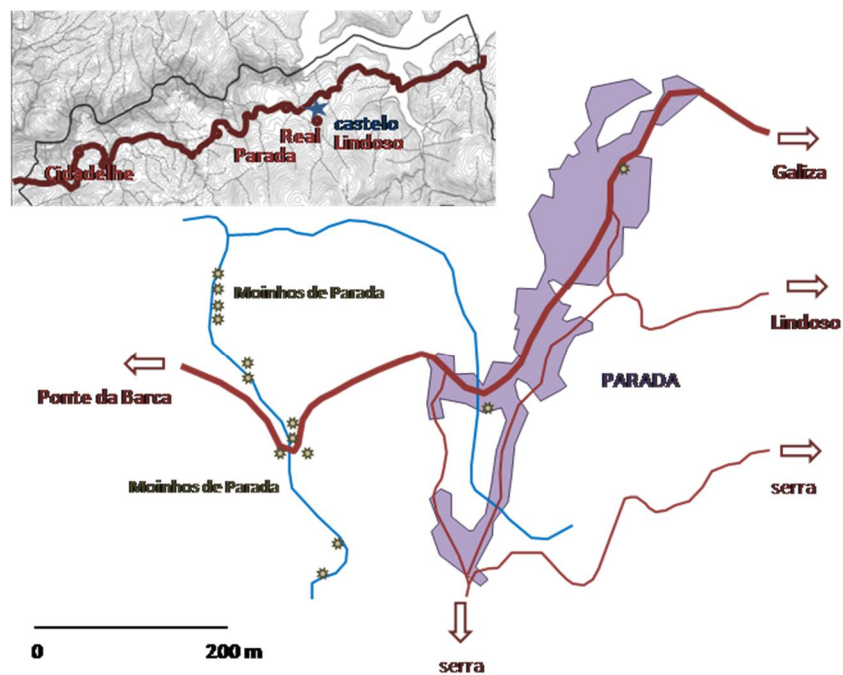 castelo
Real
Lindoso
Parada
Cidadelhe
Galiza
Moinhos de Parada
Lindoso
PARADA
Ponte da Barca
Moinhos de Parada
serra
0
200 m
serra